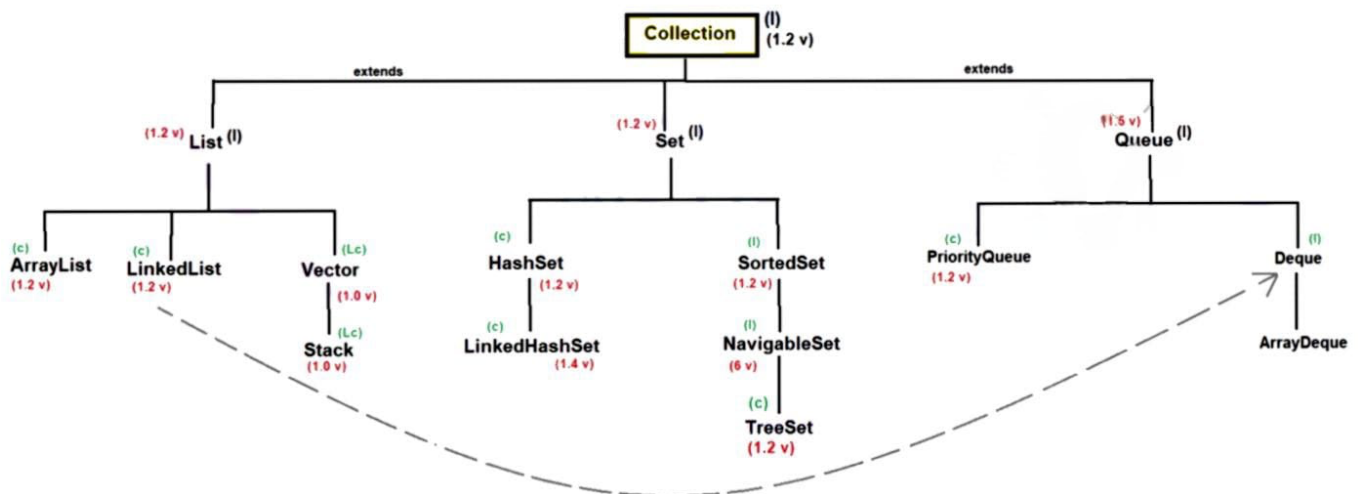 Collection (I)
(1.2 v)
extends
extends
(1.2 v) List (I)
(1.2 v)
Set (I)
(1.5 v)
Queue (I)
(c)
ArrayList
(1.2 v)
(c)
LinkedList
(1.2 v)
(Lc)
Vector
(1.0 v)
(Lc)
Stack
(1.0 v)
(c)
HashSet
(1.2 v)
(c)
LinkedHashSet
(1.4 v)
(I)
SortedSet
(1.2 v)
(I)
NavigableSet
(6 v)
(c)
TreeSet
(1.2 v)
(c)
PriorityQueue
(1.2 v)
(I)
Deque
ArrayDeque